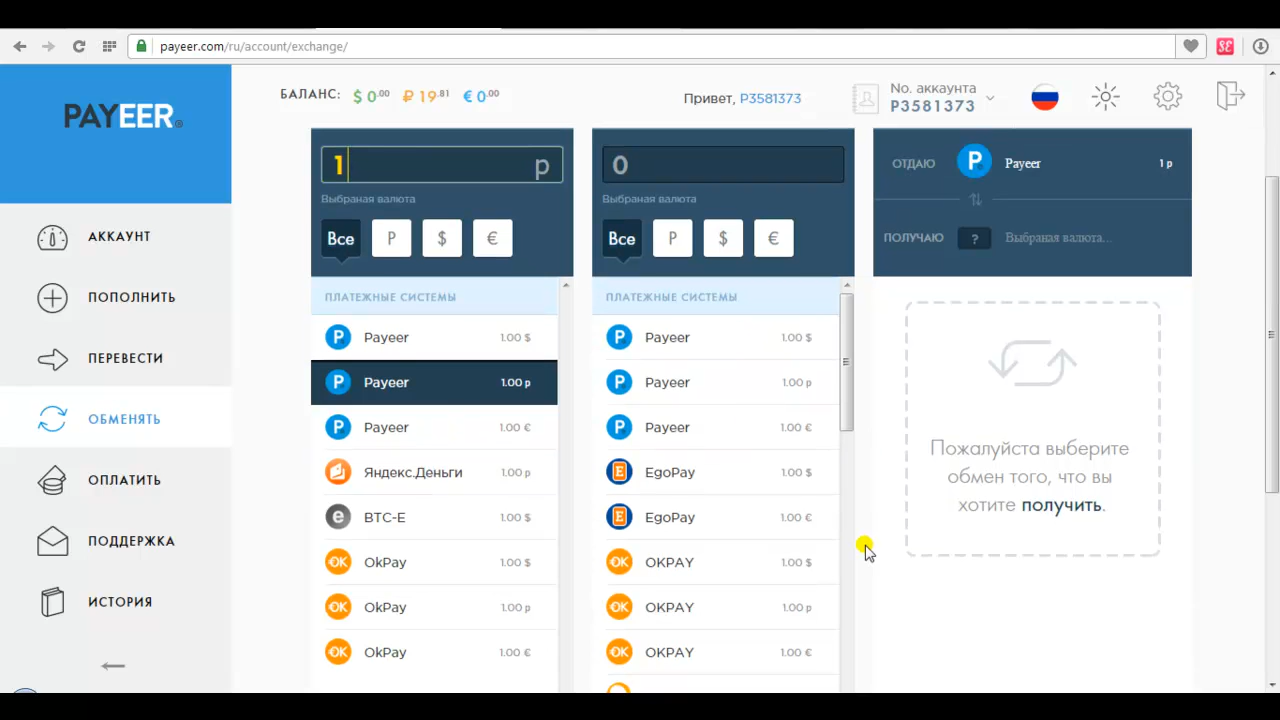 payeer.com/ru/account/exchange/
PAYEER
БАЛАНС: $ 0.00 ₽ 19.81 € 0.00
Привет, P3581373
No. аккаунта
P3581373
АККАУНТ
ПОПОЛНИТЬ
ПЕРЕВЕСТИ
ОБМЕНЯТЬ
ОПЛАТИТЬ
ПОДДЕРЖКА
ИСТОРИЯ
1 р
Выбраная валюта
Все Р $ €
ПЛАТЕЖНЫЕ СИСТЕМЫ
Payeer 1.00 $
Payeer 1.00 р
Payeer 1.00 €
Яндекс.Деньги 1.00 р
BTC-E 1.00 $
OkPay 1.00 $
OkPay 1.00 р
OkPay 1.00 €
0
Выбраная валюта
Все Р $ €
ПЛАТЕЖНЫЕ СИСТЕМЫ
Payeer 1.00 $
Payeer 1.00 р
Payeer 1.00 €
EgoPay 1.00 $
EgoPay 1.00 €
OKPAY 1.00 $
OKPAY 1.00 р
OKPAY 1.00 €
ОТДАЮ Payeer 1 р
ПОЛУЧАЮ ? Выбраная валюта...
Пожалуйста выберите
обмен того, что вы
хотите получить.